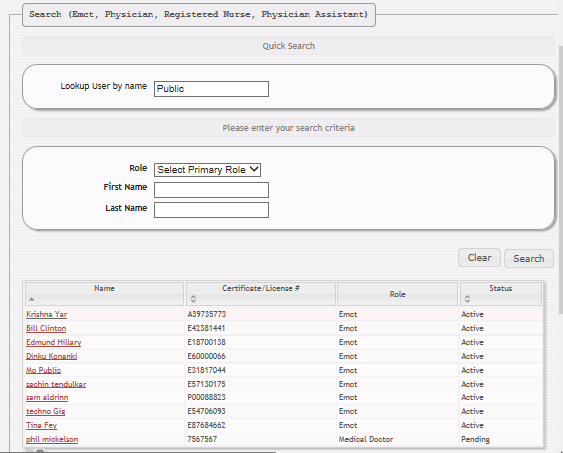 Search (Emct, Physician, Registered Nurse, Physician Assistant)
Quick Search
Lookup User by name Public
Please enter your search criteria
Role Select Primary Role
First Name
Last Name
Clear Search
Name Certificate/License # Role Status
Krishna Yar A39735773 Emct Active
Bill Clinton E42381441 Emct Active
Edmund Hillary E18700138 Emct Active
Dinku Konanki E60000066 Emct Active
Mo Public E31817044 Emct Active
sachin tendulkar E57130175 Emct Active
sam aldrinn P00088823 Emct Active
techno Gig E54706093 Emct Active
Tina Fey E87684662 Emct Active
phil mickelson 7567567 Medical Doctor Pending